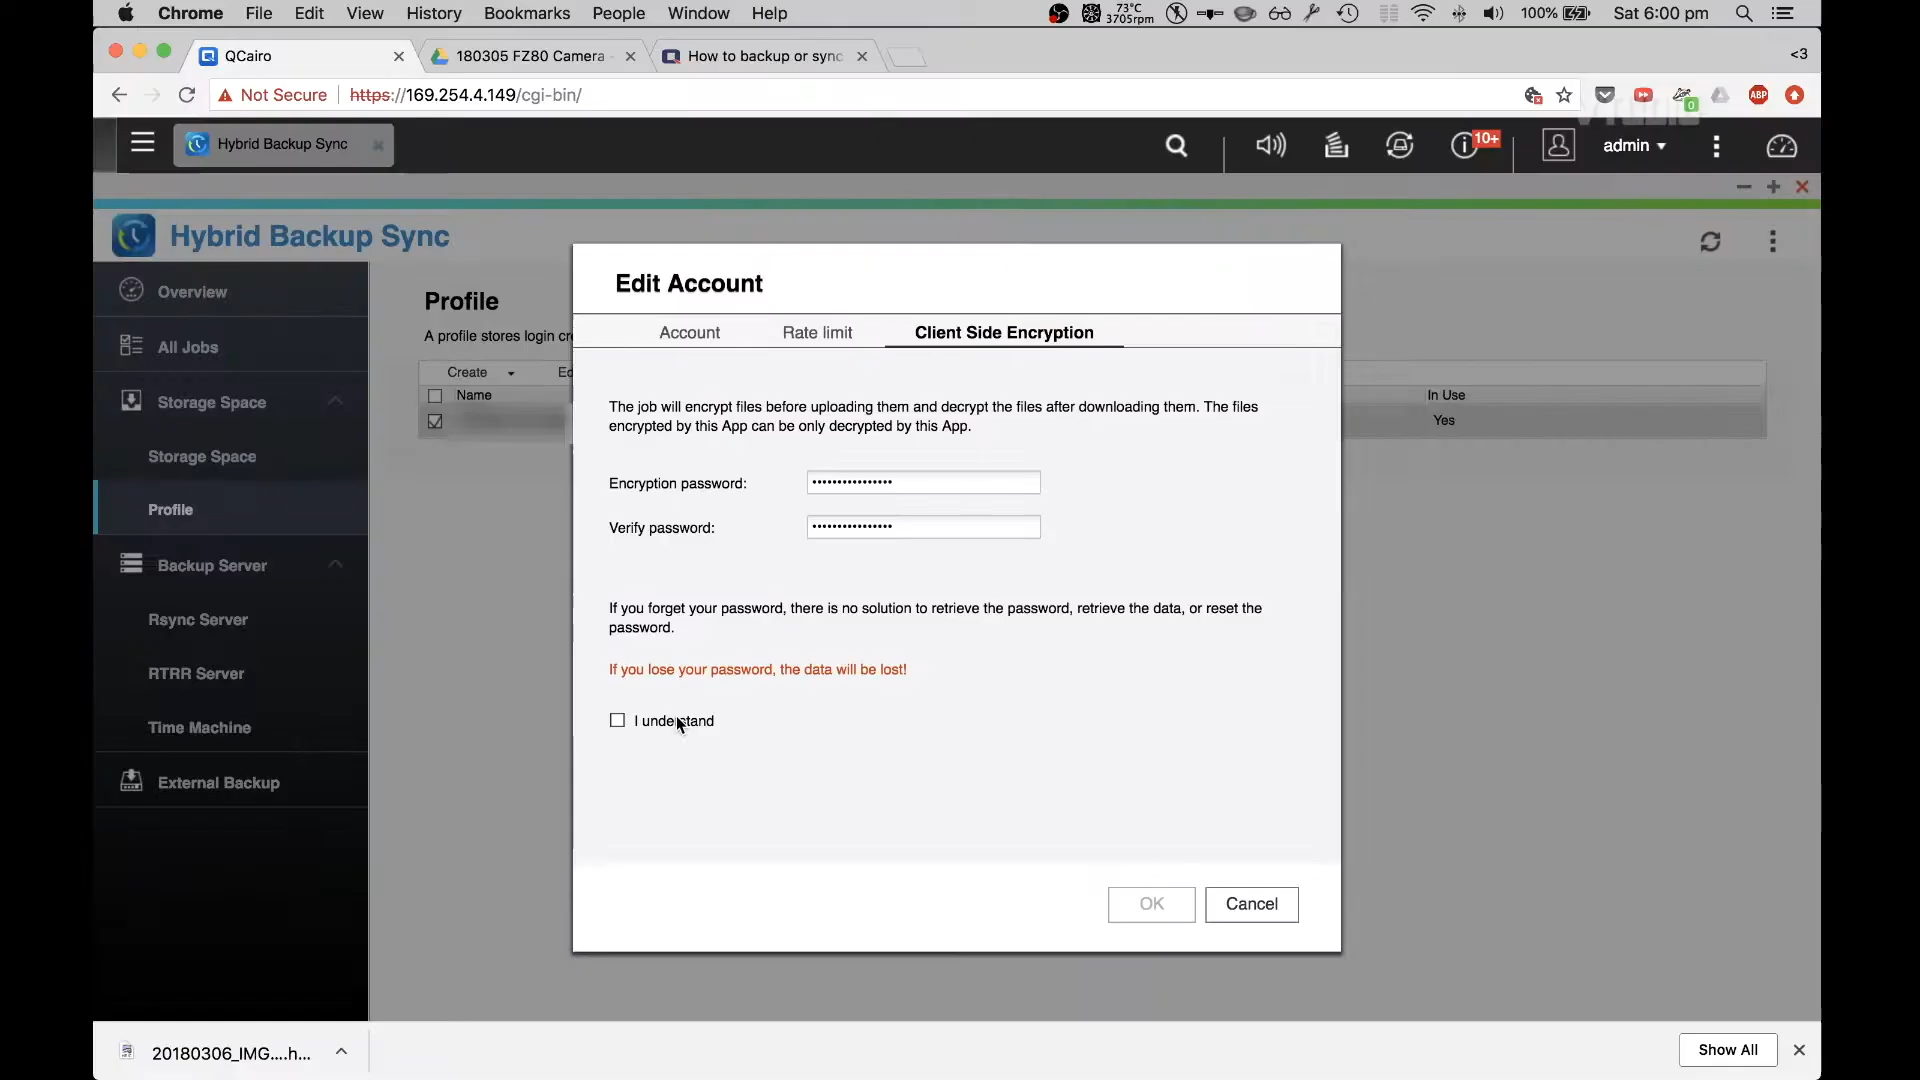 Chrome File Edit View History Bookmarks People Window Help 73°C 3705rpm 100% Sat 6:00 pm
QCairo 180305 FZ80 Camera - How to backup or sync <3
Not Secure https://169.254.4.149/cgi-bin/ 0 ABP
Hybrid Backup Sync 10+ admin
Hybrid Backup Sync
Overview
All Jobs
Storage Space
Storage Space
Profile
Backup Server
Rsync Server
RTRR Server
Time Machine
External Backup
Profile
A profile stores login cr
Create Ed
Name In Use
Yes
Edit Account
Account Rate limit Client Side Encryption
The job will encrypt files before uploading them and decrypt the files after downloading them. The files
encrypted by this App can be only decrypted by this App.
Encryption password: ••••••••••••••••
Verify password: ••••••••••••••••
If you forget your password, there is no solution to retrieve the password, retrieve the data, or reset the
password.
If you lose your password, the data will be lost!
I understand
OK Cancel
20180306_IMG....h... Show All